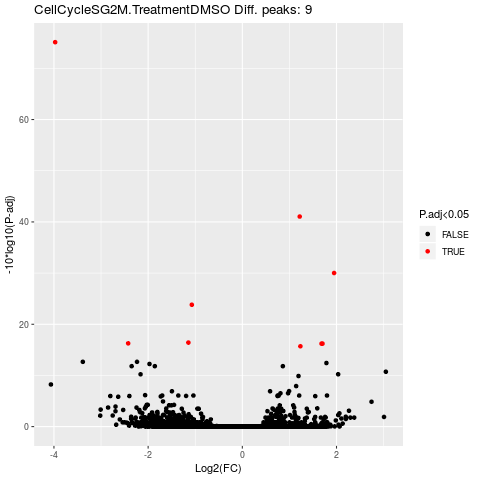 CellCycleSG2M.TreatmentDMSO Diff. peaks: 9
60
40
20
0
-4
-2
0
2
Log2(FC)
-10*log10(P-adj)
P.adj<0.05
FALSE
TRUE